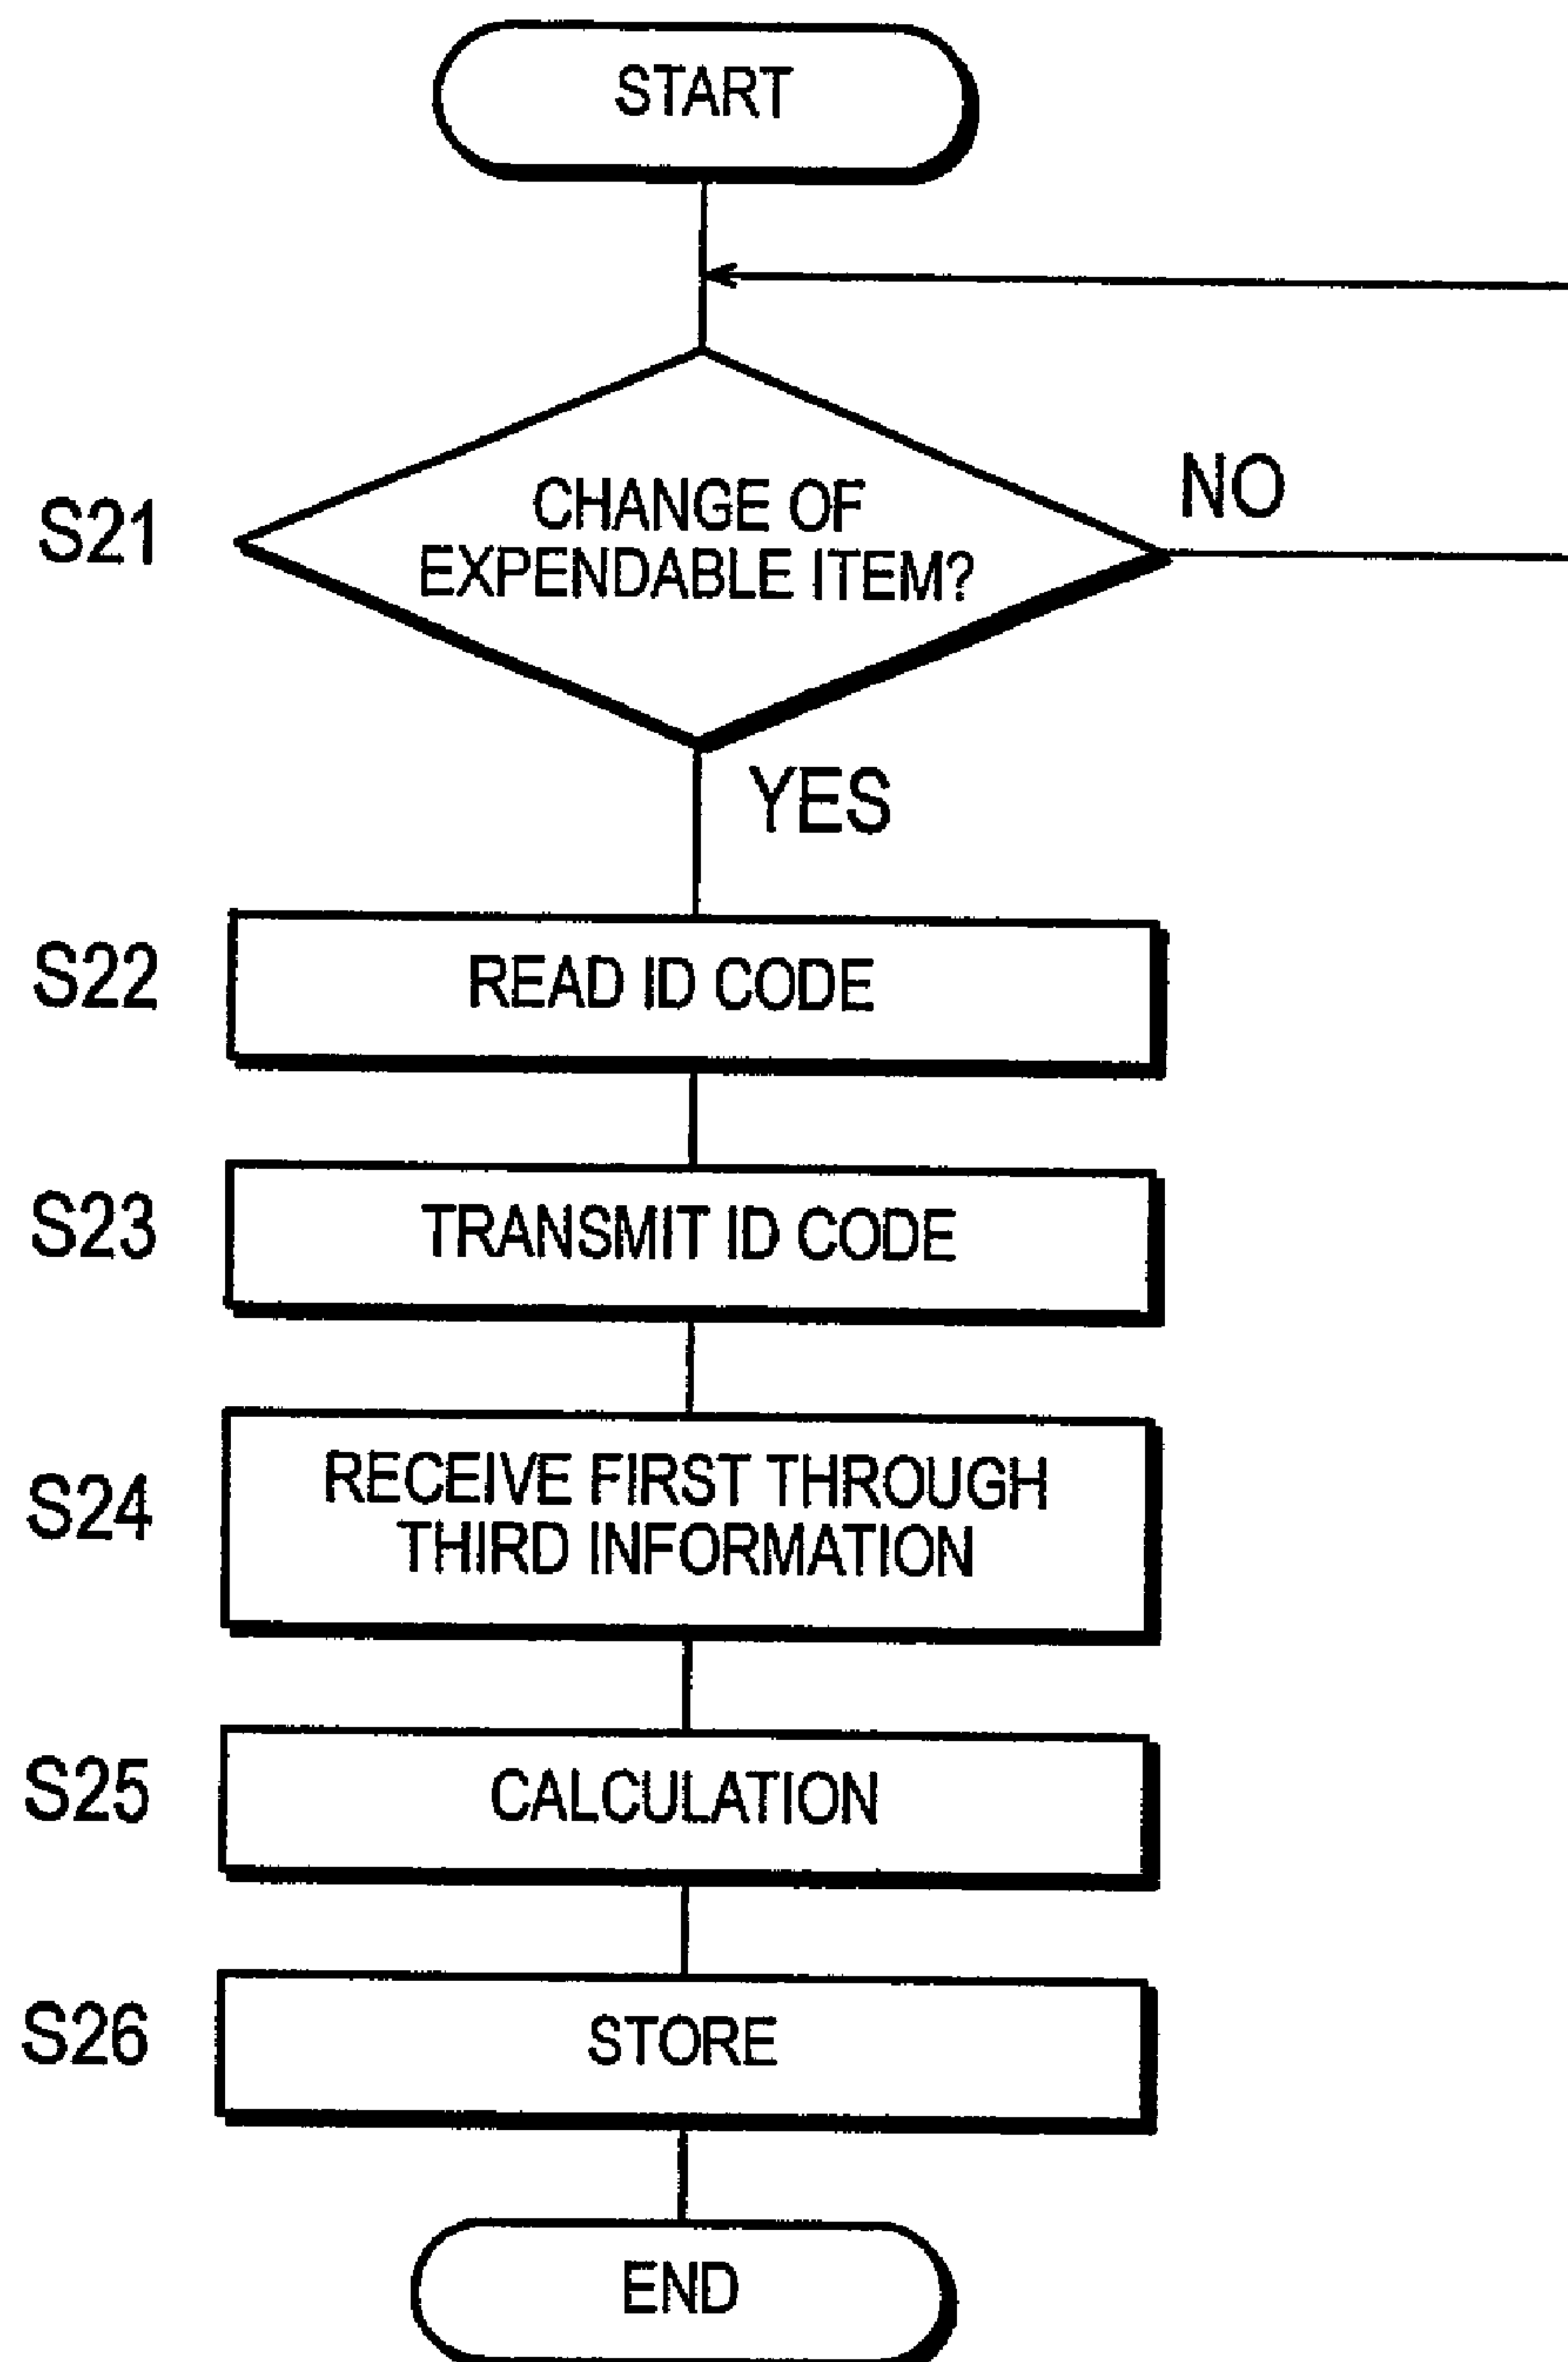 START
S21
CHANGE OF
EXPENDABLE ITEM?
NO
YES
S22
READ ID CODE
S23
TRANSMIT ID CODE
S24
RECEIVE FIRST THROUGH
THIRD INFORMATION
S25
CALCULATION
S26
STORE
END